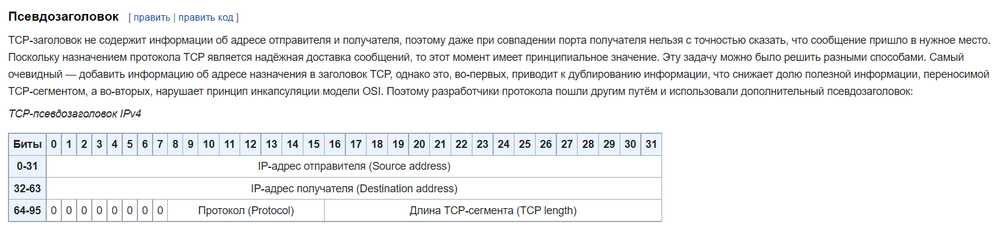 Псевдозаголовок [ править | править код ]
TCP-заголовок не содержит информации об адресе отправителя и получателя, поэтому даже при совпадении порта получателя нельзя с точностью сказать, что сообщение пришло в нужное место.
Поскольку назначением протокола TCP является надёжная доставка сообщений, то этот момент имеет принципиальное значение. Эту задачу можно было решить разными способами. Самый
очевидный — добавить информацию об адресе назначения в заголовок TCP, однако это, во-первых, приводит к дублированию информации, что снижает долю полезной информации, переносимой
TCP-сегментом, а во-вторых, нарушает принцип инкапсуляции модели OSI. Поэтому разработчики протокола пошли другим путём и использовали дополнительный псевдозаголовок:
TCP-псевдозаголовок IPv4
Биты 0 1 2 3 4 5 6 7 8 9 10 11 12 13 14 15 16 17 18 19 20 21 22 23 24 25 26 27 28 29 30 31
0-31 IP-адрес отправителя (Source address)
32-63 IP-адрес получателя (Destination address)
64-95 0 0 0 0 0 0 0 0 Протокол (Protocol) Длина TCP-сегмента (TCP length)